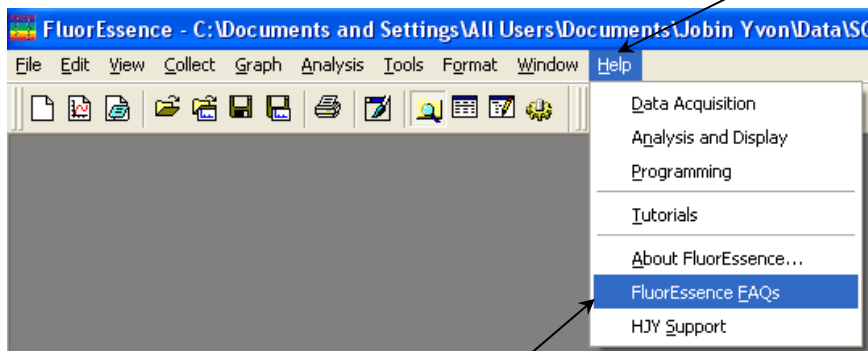 FluorEssence - C:\Documents and Settings\All Users\Documents\Jobin Yvon\Data\SC
File Edit View Collect Graph Analysis Tools Format Window Help
Data Acquisition
Analysis and Display
Programming
Tutorials
About FluorEssence...
FluorEssence FAQs
HJY Support